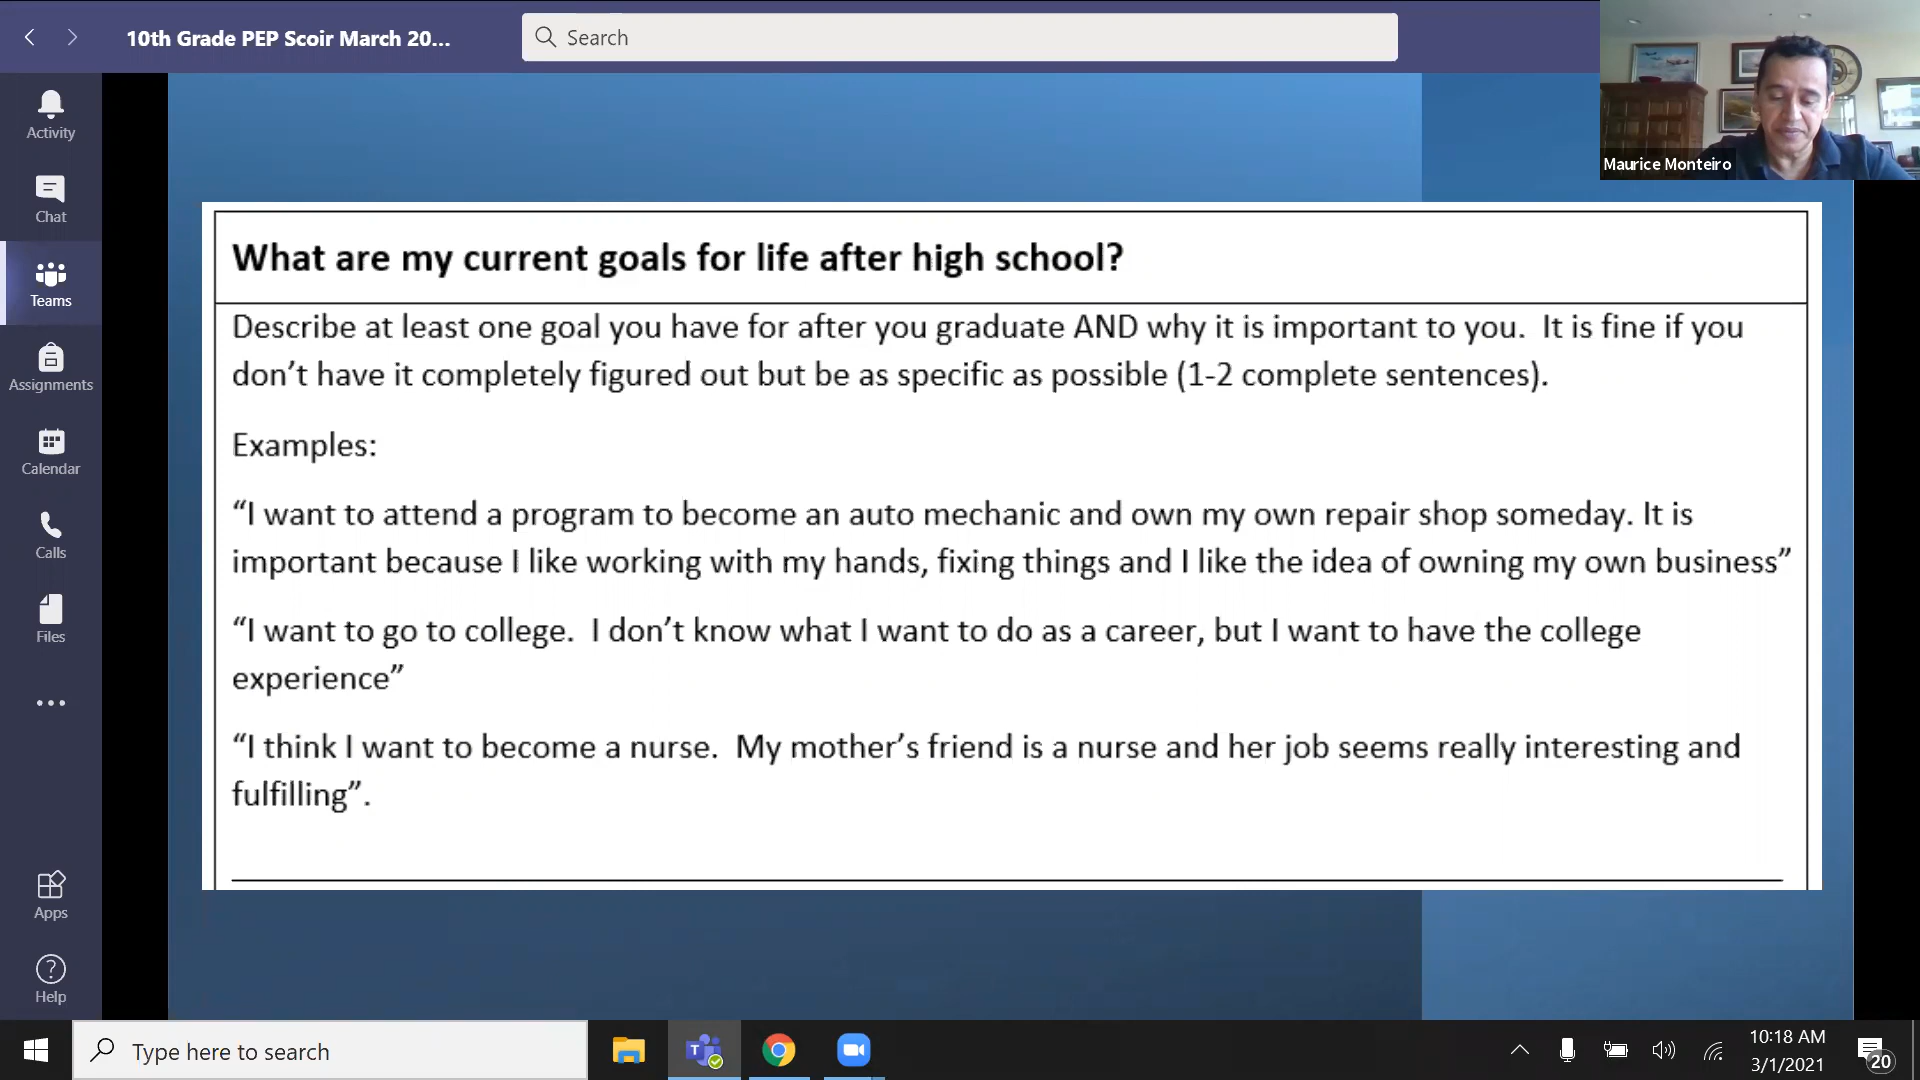 10th Grade PEP Scoir March 20...
Search
Maurice Monteiro
Activity
Chat
Teams
Assignments
Calendar
Calls
Files
Apps
Help
What are my current goals for life after high school?
Describe at least one goal you have for after you graduate AND why it is important to you.  It is fine if you
don’t have it completely figured out but be as specific as possible (1-2 complete sentences).
Examples:
“I want to attend a program to become an auto mechanic and own my own repair shop someday. It is
important because I like working with my hands, fixing things and I like the idea of owning my own business”
“I want to go to college.  I don’t know what I want to do as a career, but I want to have the college
experience”
“I think I want to become a nurse.  My mother’s friend is a nurse and her job seems really interesting and
fulfilling”.
Type here to search
T
10:18 AM
3/1/2021
20